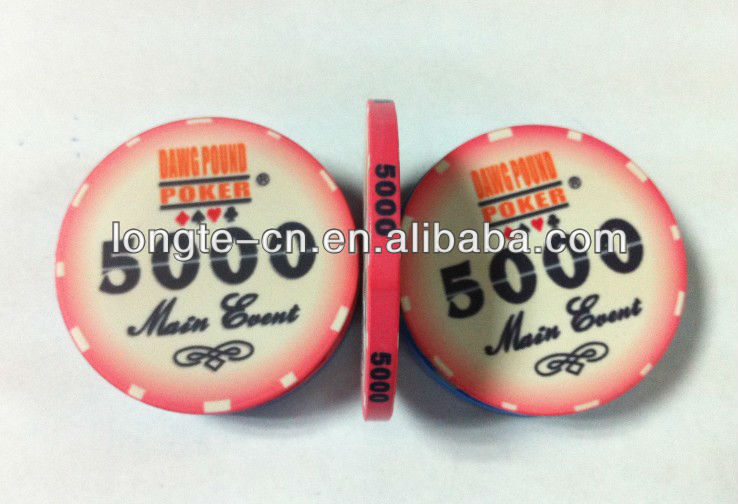 DAWG POUND
POKER®
5000
Main Event
5000
5000
DAWG POUND
POKER®
5000
Main Event
longte-cn.en.alibaba.com